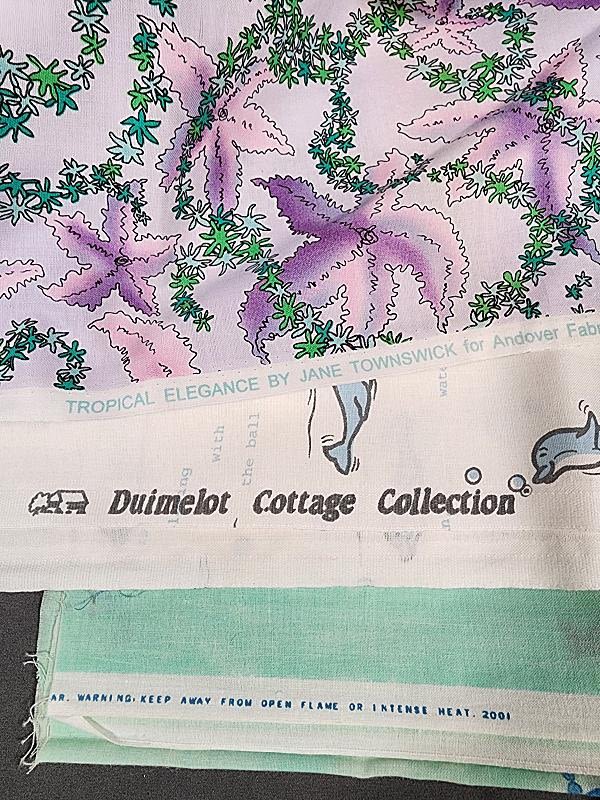 TROPICAL ELEGANCE BY JANE TOWNSWICK for Andover Fabr
wate
with
the ball
Duimelot Cottage Collection
AR. WARNING: KEEP AWAY FROM OPEN FLAME OR INTENSE HEAT. 2001